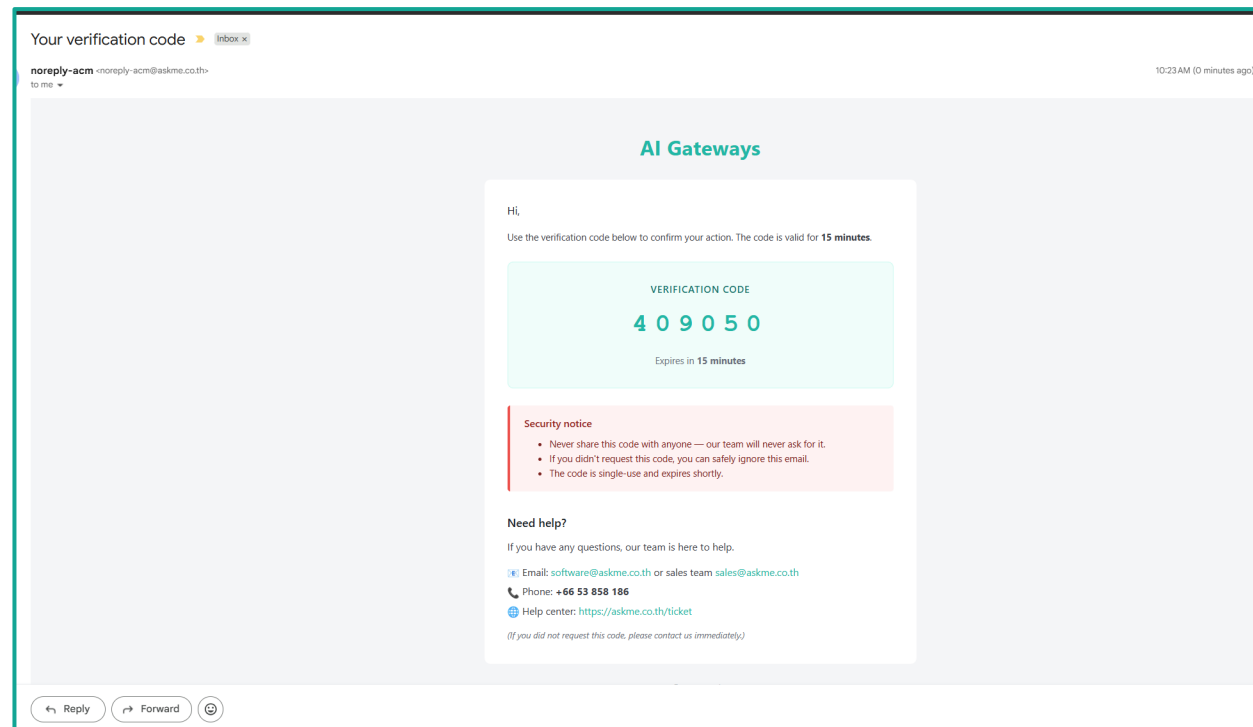 Your verification code
Inbox ×
noreply-acm <noreply-acm@askme.co.th>
10:23 AM (0 minutes ago)
to me
AI Gateways
Hi,
Use the verification code below to confirm your action. The code is valid for 15 minutes.
VERIFICATION CODE
409050
Expires in 15 minutes
Security notice
• Never share this code with anyone — our team will never ask for it.
• If you didn't request this code, you can safely ignore this email.
• The code is single-use and expires shortly.
Need help?
If you have any questions, our team is here to help.
Email: software@askme.co.th or sales team sales@askme.co.th
Phone: +66 53 858 186
Help center: https://askme.co.th/ticket
(If you did not request this code, please contact us immediately.)
Reply
Forward